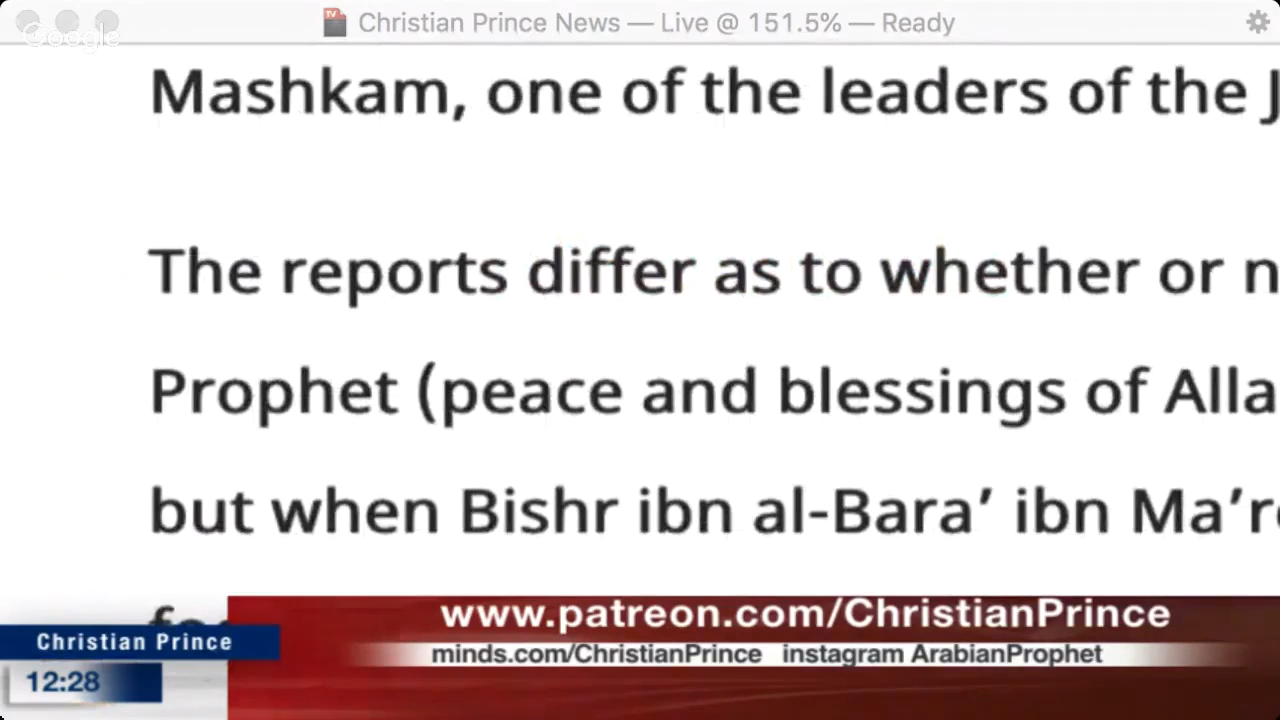 Christian Prince News — Live @ 151.5% — Ready
Google
Mashkam, one of the leaders of the J
The reports differ as to whether or n
Prophet (peace and blessings of Alla
but when Bishr ibn al-Bara’ ibn Ma’r
www.patreon.com/ChristianPrince
Christian Prince
minds.com/ChristianPrince instagram ArabianProphet
12:28